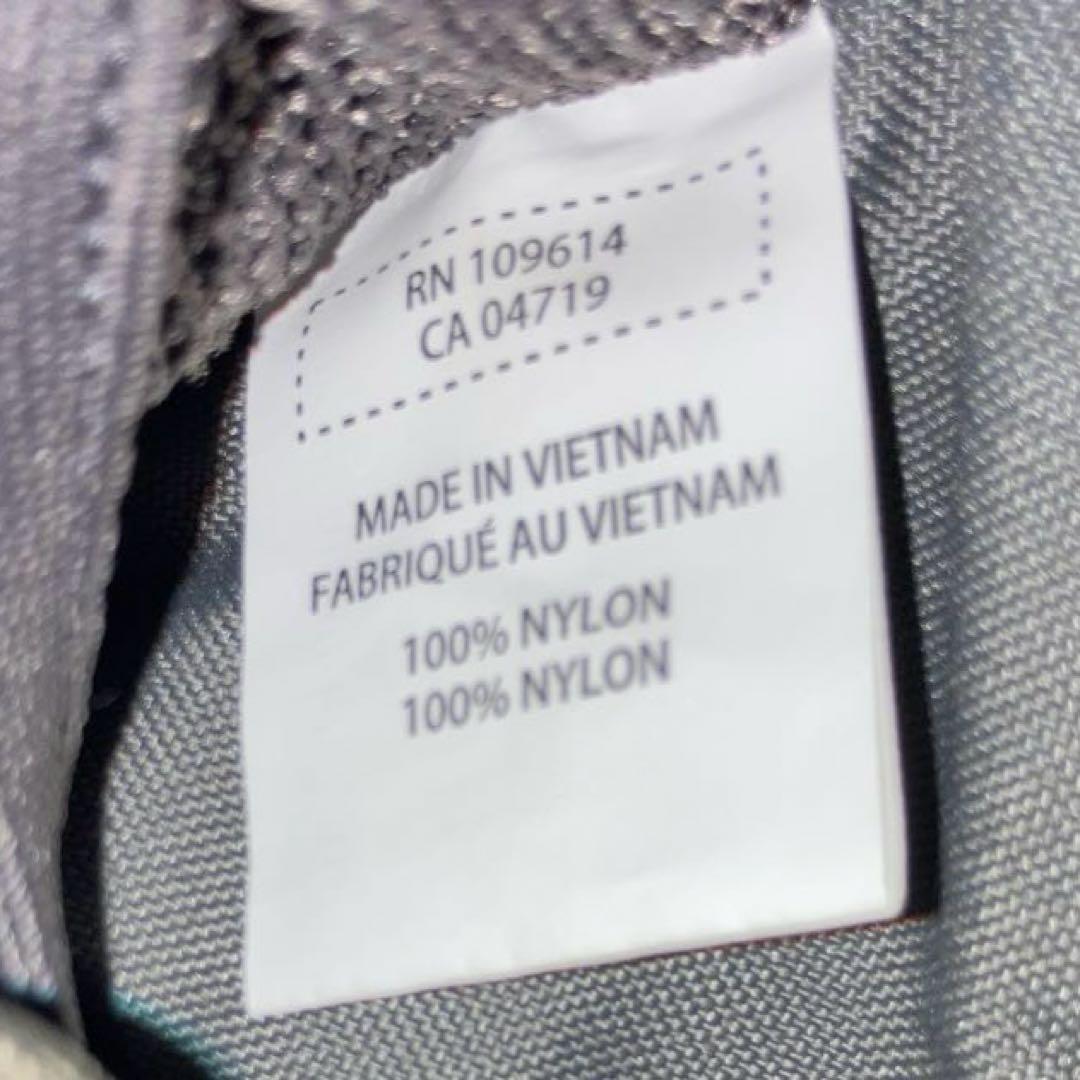 RN 109614
CA 04719
MADE IN VIETNAM
FABRIQUÉ AU VIETNAM
100% NYLON
100% NYLON